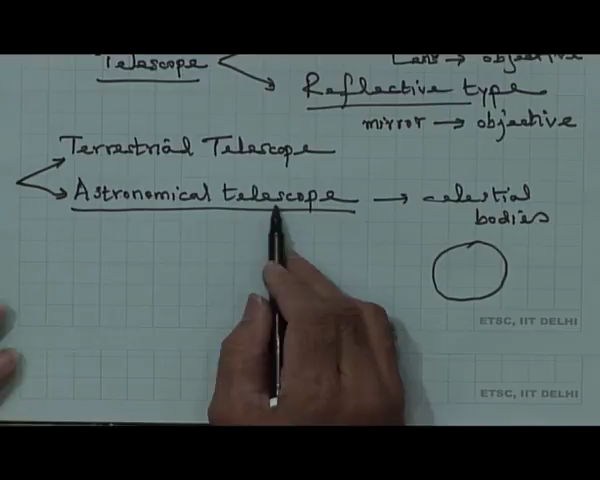 Lens → objective
Telescope
Reflective type
mirror → objective
Terrestrial Telescope
Astronomical telescope → celestial
bodies
ETSC, IIT DELHI
ETSC, IIT DELHI